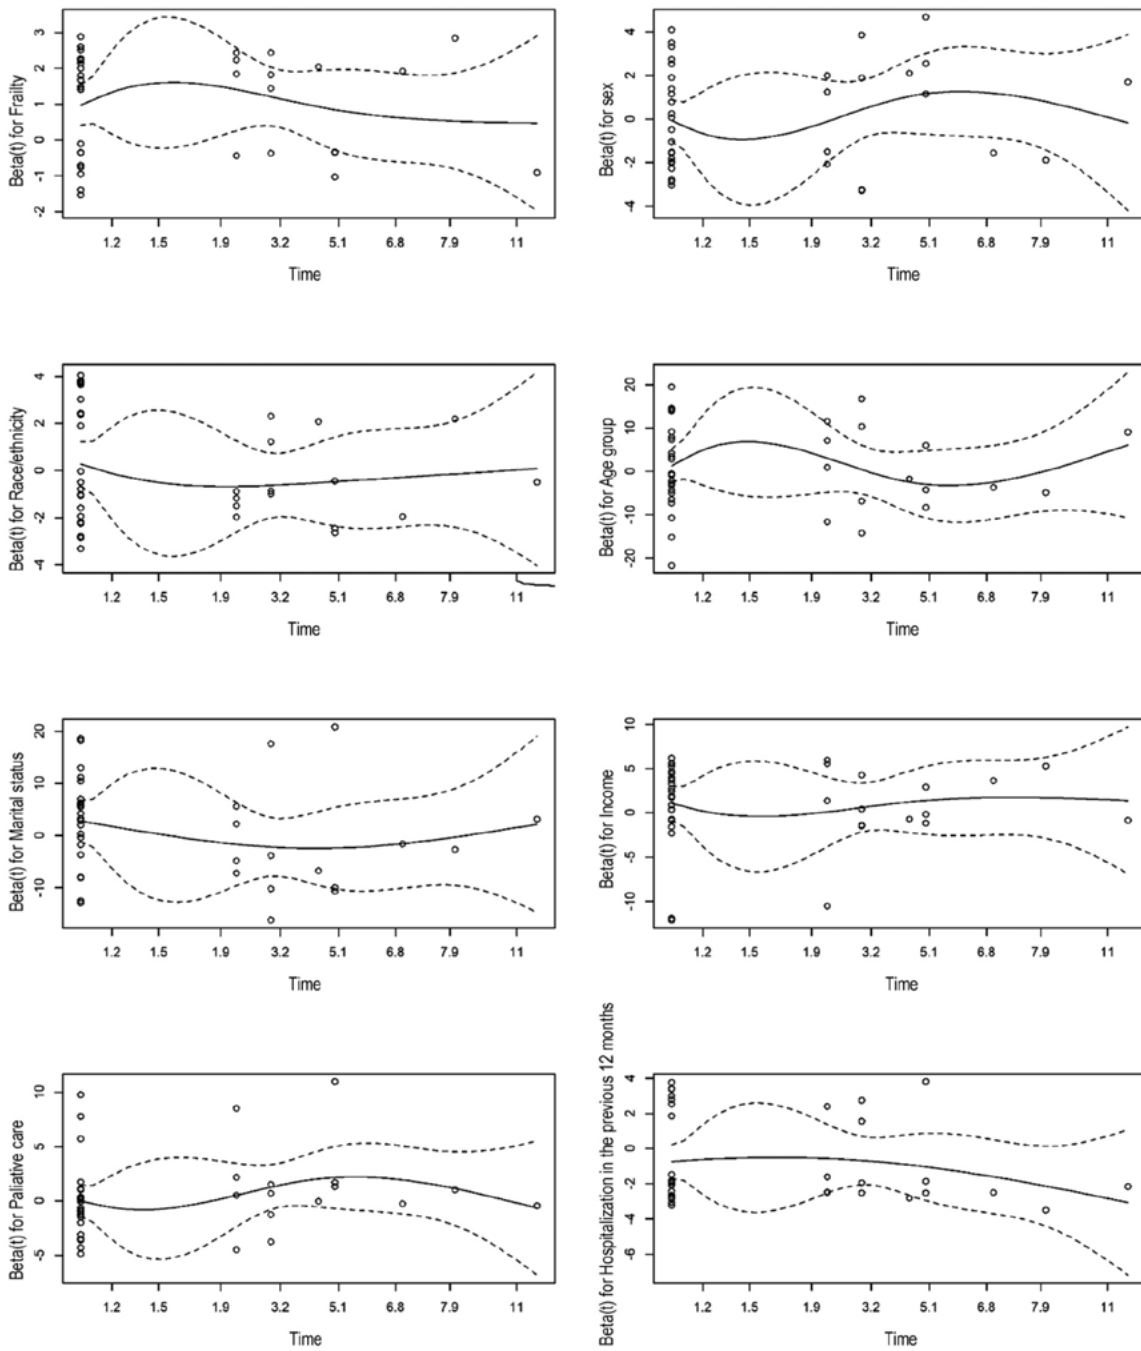 Beta(t) for Frailty
3
2
1
0
-1
-2
1.2 1.5 1.9 3.2 5.1 6.8 7.9 11
Time
Beta(t) for sex
4
2
0
-2
-4
1.2 1.5 1.9 3.2 5.1 6.8 7.9 11
Time
Beta(t) for Race/ethnicity
4
2
0
-2
-4
1.2 1.5 1.9 3.2 5.1 6.8 7.9 11
Time
Beta(t) for Age group
20
10
0
-10
-20
1.2 1.5 1.9 3.2 5.1 6.8 7.9 11
Time
Beta(t) for Marital status
20
10
0
-10
1.2 1.5 1.9 3.2 5.1 6.8 7.9 11
Time
Beta(t) for Income
10
5
0
-5
-10
1.2 1.5 1.9 3.2 5.1 6.8 7.9 11
Time
Beta(t) for Paliative care
10
5
0
-5
1.2 1.5 1.9 3.2 5.1 6.8 7.9 11
Time
Beta(t) for Hospitalization in the previous 12 months
4
2
0
-2
-4
-6
1.2 1.5 1.9 3.2 5.1 6.8 7.9 11
Time